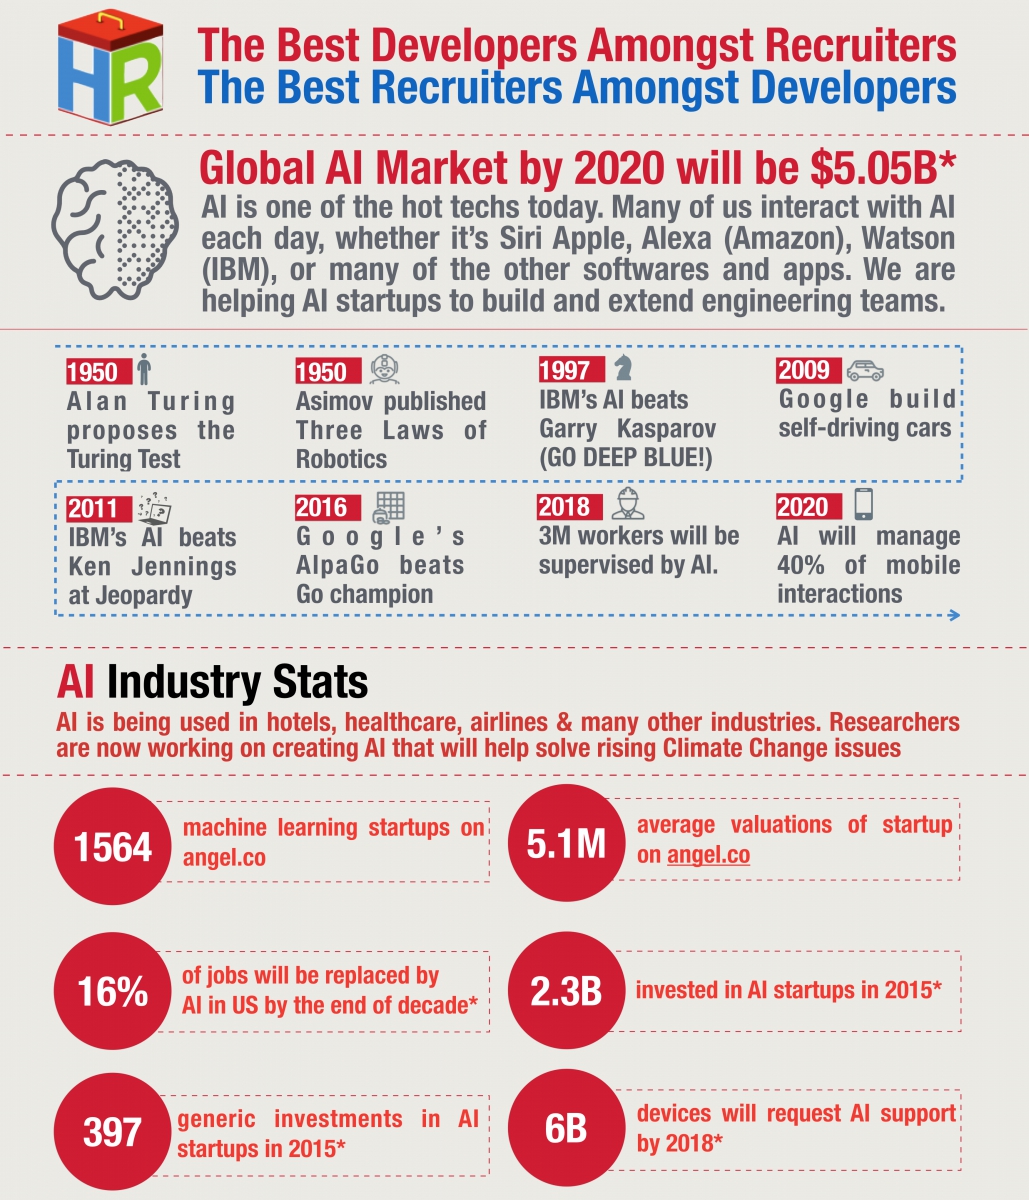 HR
The Best Developers Amongst Recruiters
The Best Recruiters Amongst Developers
Global AI Market by 2020 will be $5.05B*
AI is one of the hot techs today. Many of us interact with AI
each day, whether it's Siri Apple, Alexa (Amazon), Watson
(IBM), or many of the other softwares and apps. We are
helping AI startups to build and extend engineering teams.
1950
Alan Turing
proposes the
Turing Test
1950
Asimov published
Three Laws of
Robotics
1997
IBM's AI beats
Garry Kasparov
(GO DEEP BLUE!)
2009
Google build
self-driving cars
2011
IBM's AI beats
Ken Jennings
at Jeopardy
2016
Google's
AlpaGo beats
Go champion
2018
3M workers will be
supervised by AI.
2020
AI will manage
40% of mobile
interactions
AI Industry Stats
AI is being used in hotels, healthcare, airlines & many other industries. Researchers
are now working on creating AI that will help solve rising Climate Change issues
1564
machine learning startups on
angel.co
5.1M
average valuations of startup
on angel.co
16%
of jobs will be replaced by
AI in US by the end of decade*
2.3B
invested in AI startups in 2015*
397
generic investments in AI
startups in 2015*
6B
devices will request AI support
by 2018*